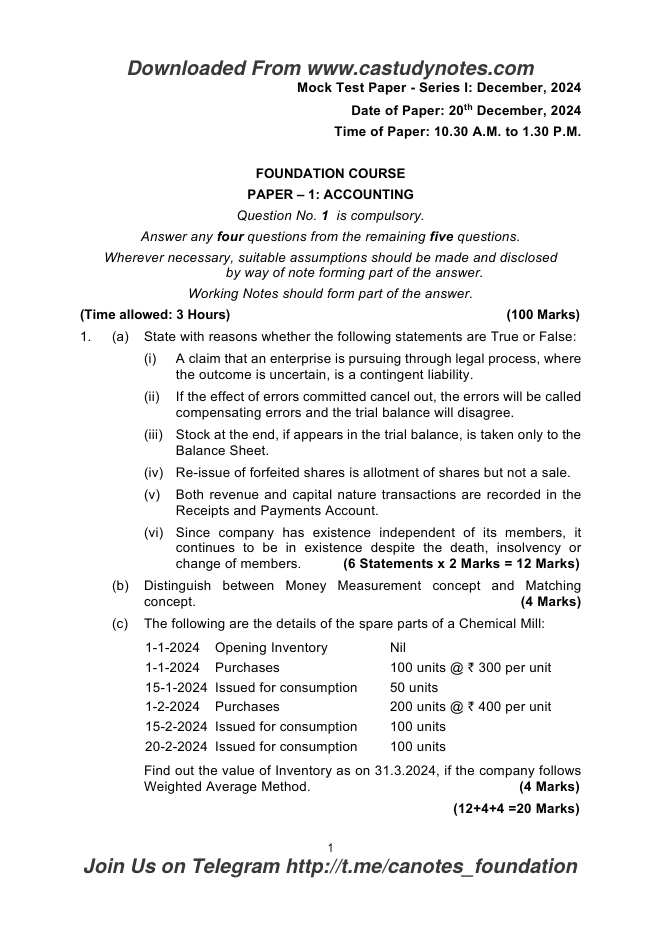 Downloaded From www.castudynotes.com
Mock Test Paper - Series I: December, 2024
Date of Paper: 20th December, 2024
Time of Paper: 10.30 A.M. to 1.30 P.M.
FOUNDATION COURSE
PAPER – 1: ACCOUNTING
Question No. 1 is compulsory.
Answer any four questions from the remaining five questions.
Wherever necessary, suitable assumptions should be made and disclosed
by way of note forming part of the answer.
Working Notes should form part of the answer.
(Time allowed: 3 Hours) (100 Marks)
1. (a) State with reasons whether the following statements are True or False:
(i) A claim that an enterprise is pursuing through legal process, where
the outcome is uncertain, is a contingent liability.
(ii) If the effect of errors committed cancel out, the errors will be called
compensating errors and the trial balance will disagree.
(iii) Stock at the end, if appears in the trial balance, is taken only to the
Balance Sheet.
(iv) Re-issue of forfeited shares is allotment of shares but not a sale.
(v) Both revenue and capital nature transactions are recorded in the
Receipts and Payments Account.
(vi) Since company has existence independent of its members, it
continues to be in existence despite the death, insolvency or
change of members. (6 Statements x 2 Marks = 12 Marks)
(b) Distinguish between Money Measurement concept and Matching
concept. (4 Marks)
(c) The following are the details of the spare parts of a Chemical Mill:
1-1-2024 Opening Inventory Nil
1-1-2024 Purchases 100 units @ ₹ 300 per unit
15-1-2024 Issued for consumption 50 units
1-2-2024 Purchases 200 units @ ₹ 400 per unit
15-2-2024 Issued for consumption 100 units
20-2-2024 Issued for consumption 100 units
Find out the value of Inventory as on 31.3.2024, if the company follows
Weighted Average Method. (4 Marks)
(12+4+4 =20 Marks)
1
Join Us on Telegram http://t.me/canotes_foundation